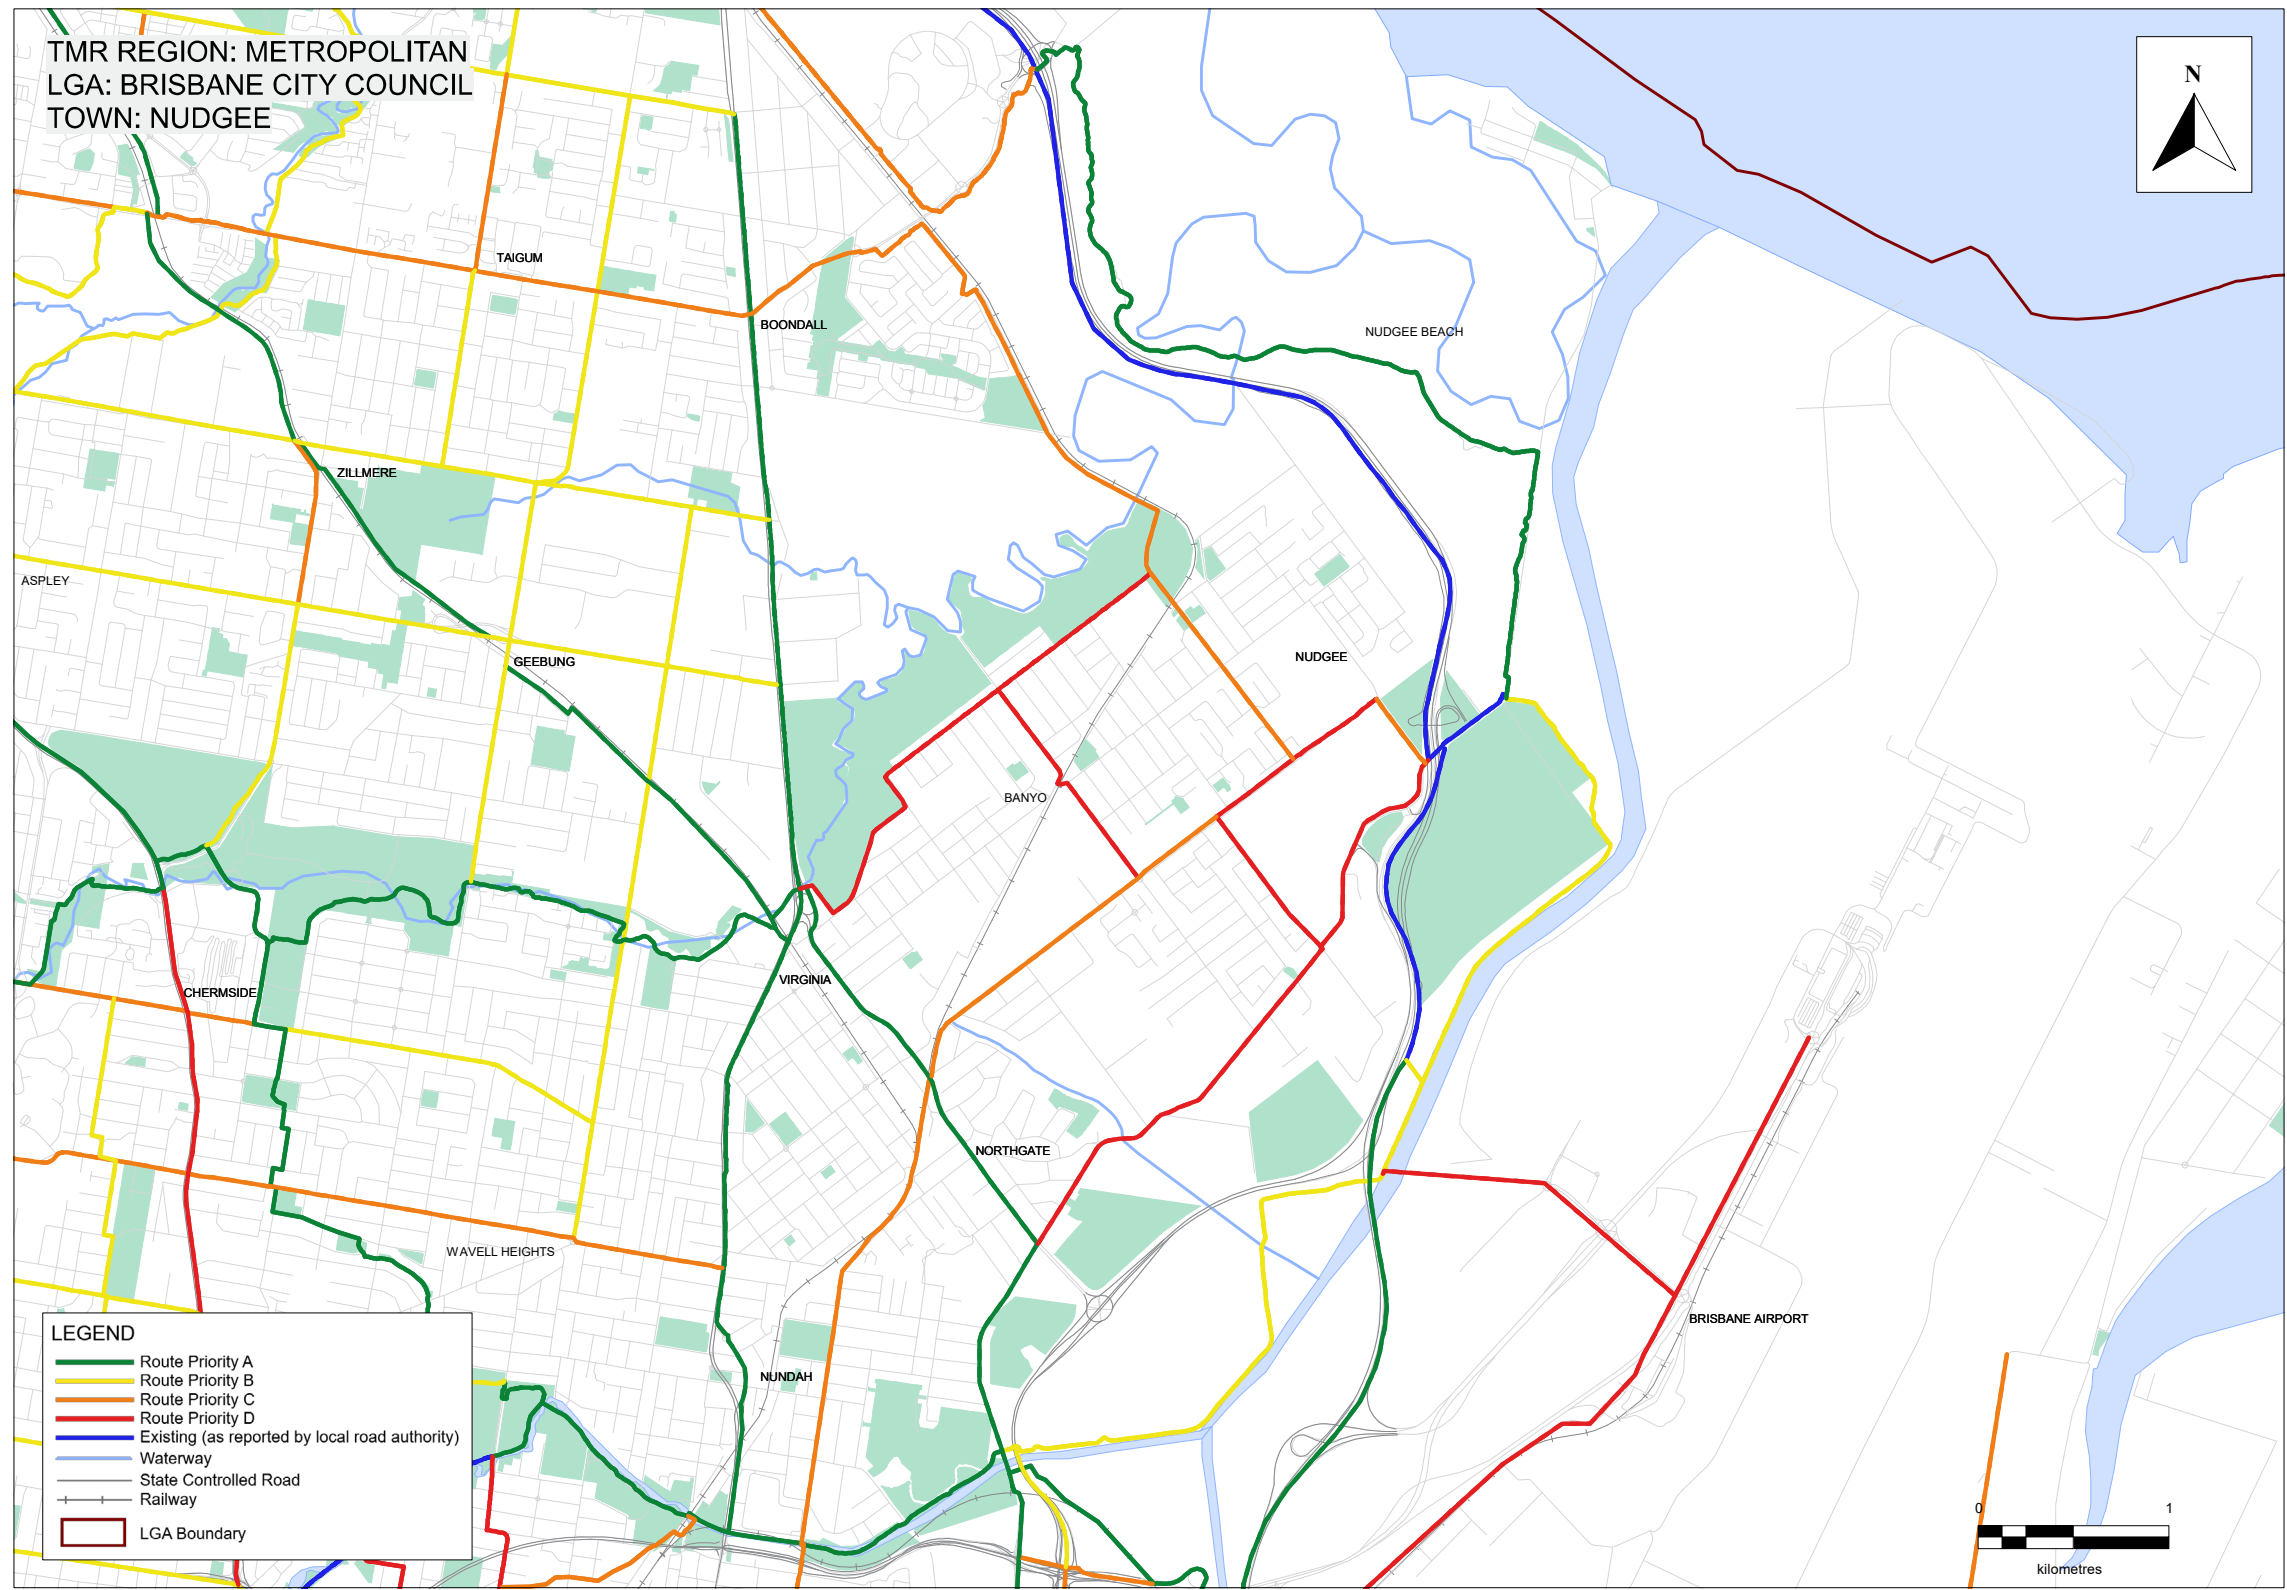 TMR REGION: METROPOLITAN
LGA: BRISBANE CITY COUNCIL
TOWN: NUDGEE
N
TAIGUM
BOONDALL
NUDGEE BEACH
ZILLMERE
ASPLEY
GEEBUNG
NUDGEE
BANYO
VIRGINIA
CHERMSIDE
NORTHGATE
WAVELL HEIGHTS
BRISBANE AIRPORT
NUNDAH
LEGEND
Route Priority A
Route Priority B
Route Priority C
Route Priority D
Existing (as reported by local road authority)
Waterway
State Controlled Road
Railway
LGA Boundary
0 1
kilometres